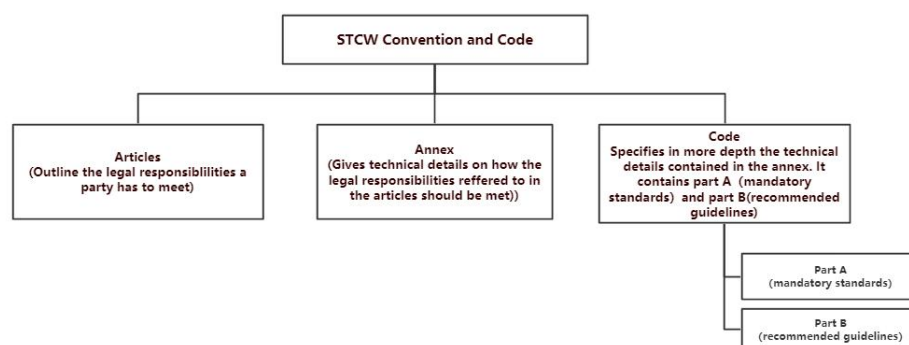 STCW Convention and Code
Articles
(Outline the legal responsiblilities a
party has to meet)
Annex
(Gives technical details on how the
legal responsibilities reffered to in
the articles should be met))
Code
Specifies in more depth the technical
details contained in the annex. It
contains part A (mandatory
standards) and part B(recommended
guidelines)
Part A
(mandatory standards)
Part B
(recommended guidelines)